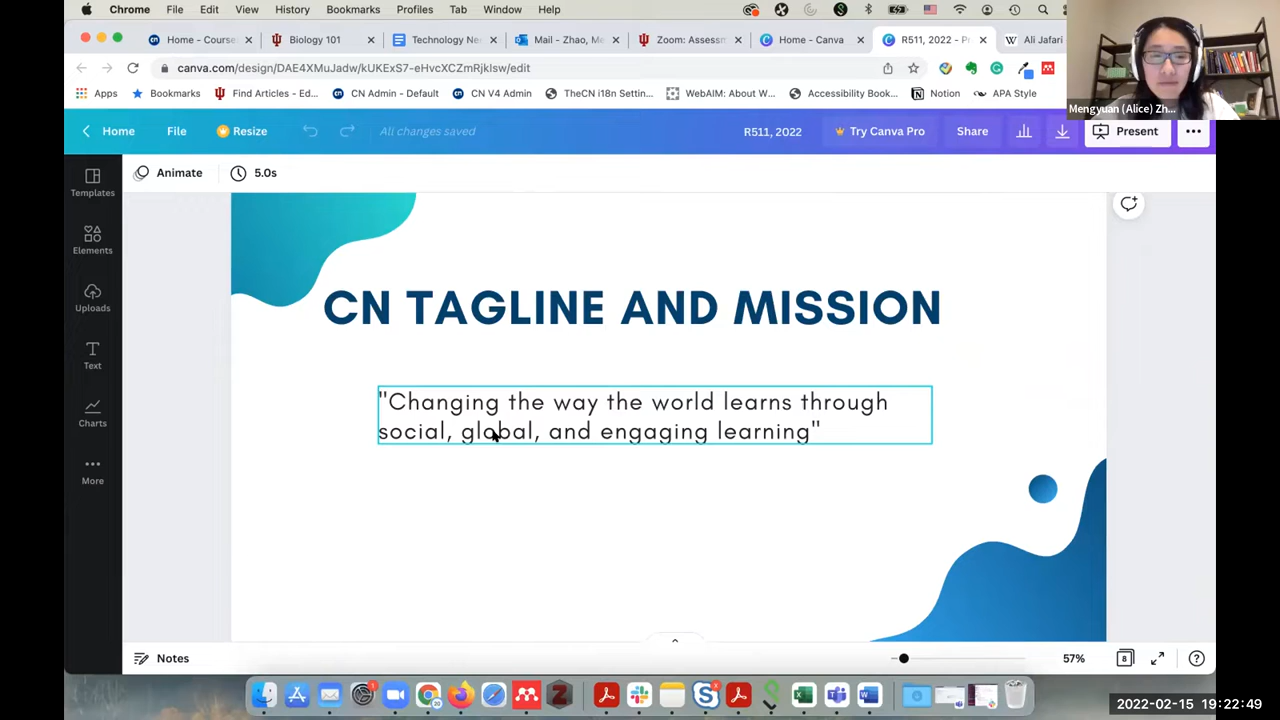 Chrome File Edit View History Bookmarks Profiles Tab Window Help
Home - Course Biology 101 Technology Ne Mail - Zhao, Me Zoom: Assessm Home - Canva R511, 2022 - P Ali Jafari
canva.com/design/DAE4XMuJadw/kUKExS7-eHvcXCZmRjkIsw/edit
Apps Bookmarks Find Articles - Ed... CN Admin - Default CN V4 Admin TheCN i18n Settin... WebAIM: About W... Accessibility Book... Notion APA Style
Mengyuan (Alice) Zh...
Home File Resize All changes saved R511, 2022 Try Canva Pro Share Present
Animate 5.0s
Templates
Elements
Uploads
Text
Charts
More
CN TAGLINE AND MISSION
"Changing the way the world learns through
social, global, and engaging learning"
Notes 57% 8
2022-02-15 19:22:49